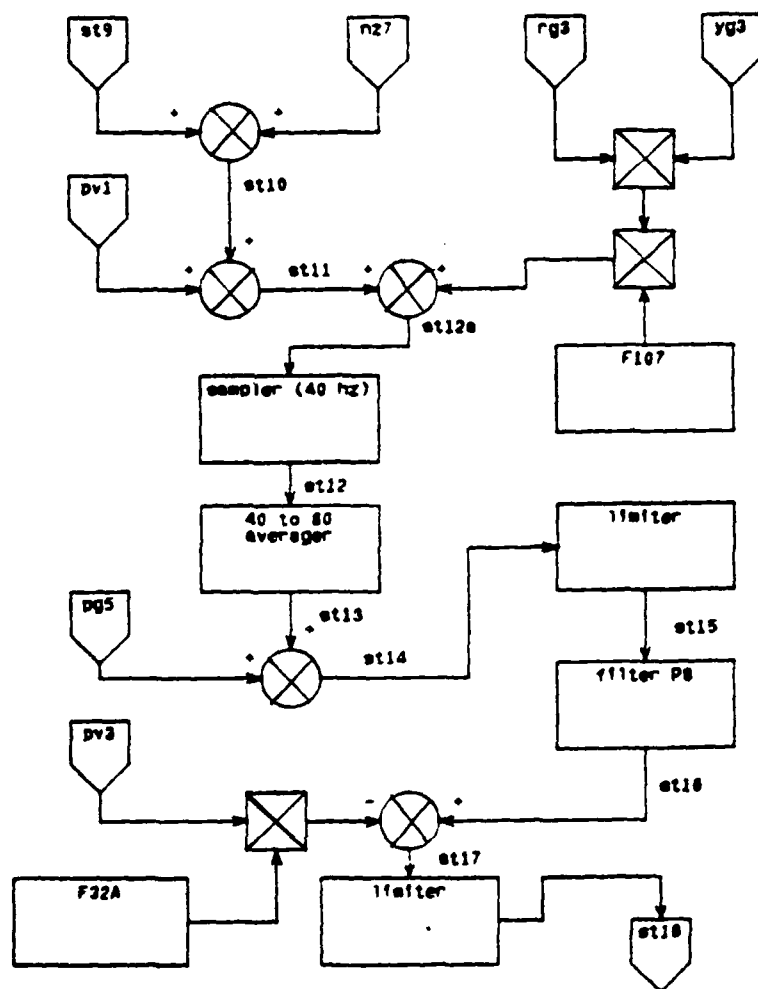 st9
nz7
rg3
yg3
+
+
st10
pv1
+
+
st11
+
+
st12a
F107
sampler (40 hz)
st12
40 to 80
averager
limiter
pg5
st13
+
+
st14
st15
filter P8
pv3
st16
-
+
st17
F32A
limiter
st18